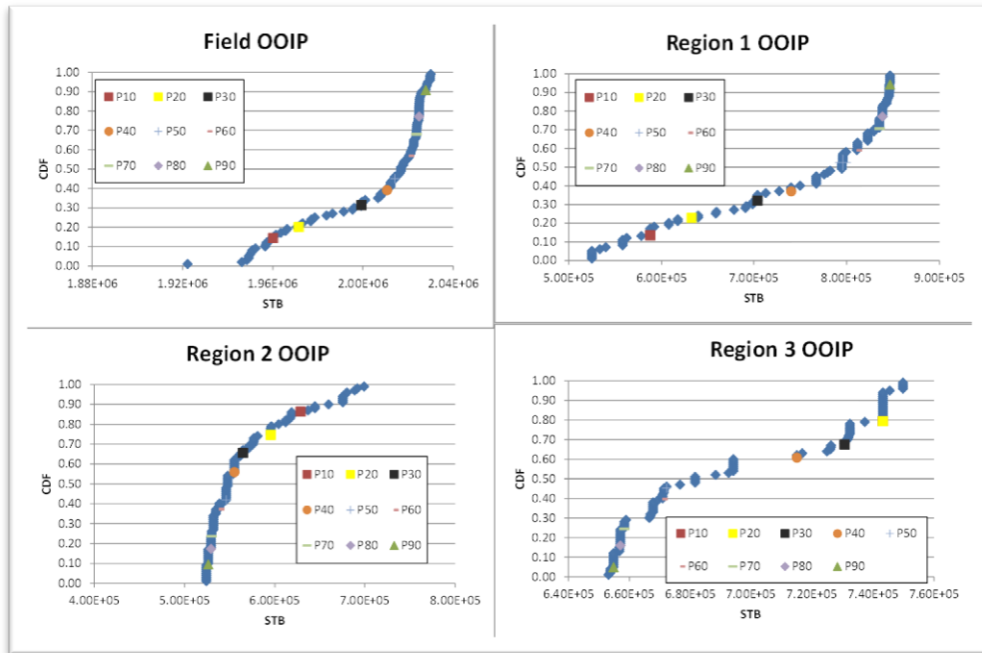 Field OOIP
1.00
0.90
0.80
0.70
0.60
0.50
0.40
0.30
0.20
0.10
0.00
CDF
P10 P20 P30
P40 P50 P60
P70 P80 P90
1.88E+06 1.92E+06 1.96E+06 2.00E+06 2.04E+06
STB
Region 1 OOIP
1.00
0.90
0.80
0.70
0.60
0.50
0.40
0.30
0.20
0.10
0.00
CDF
P10 P20 P30
P40 P50 P60
P70 P80 P90
5.00E+05 6.00E+05 7.00E+05 8.00E+05 9.00E+05
STB
Region 2 OOIP
1.00
0.90
0.80
0.70
0.60
0.50
0.40
0.30
0.20
0.10
0.00
CDF
P10 P20 P30
P40 P50 P60
P70 P80 P90
4.00E+05 5.00E+05 6.00E+05 7.00E+05 8.00E+05
STB
Region 3 OOIP
1.00
0.90
0.80
0.70
0.60
0.50
0.40
0.30
0.20
0.10
0.00
CDF
P10 P20 P30 P40 P50
P60 P70 P80 P90
6.40E+05 6.60E+05 6.80E+05 7.00E+05 7.20E+05 7.40E+05 7.60E+05
STB